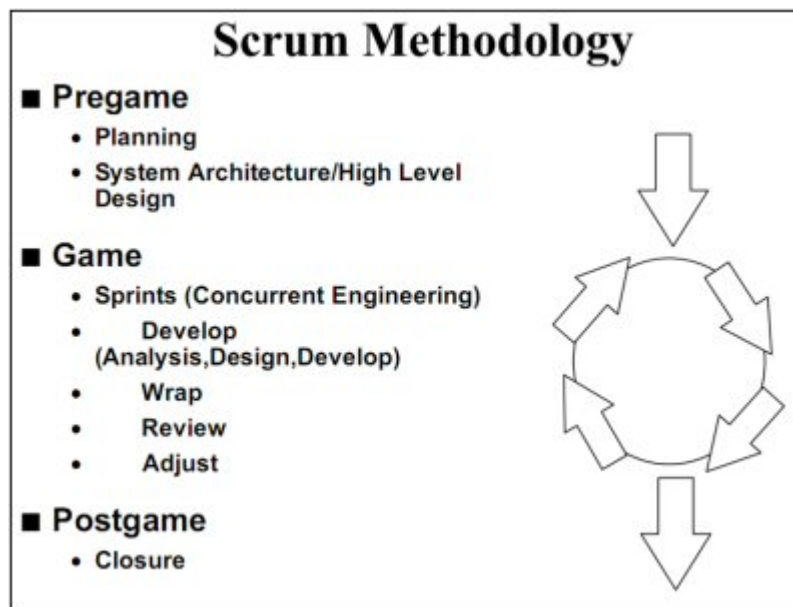 Scrum Methodology
■ Pregame
• Planning
• System Architecture/High Level
Design
■ Game
• Sprints (Concurrent Engineering)
• Develop
(Analysis,Design,Develop)
• Wrap
• Review
• Adjust
■ Postgame
• Closure